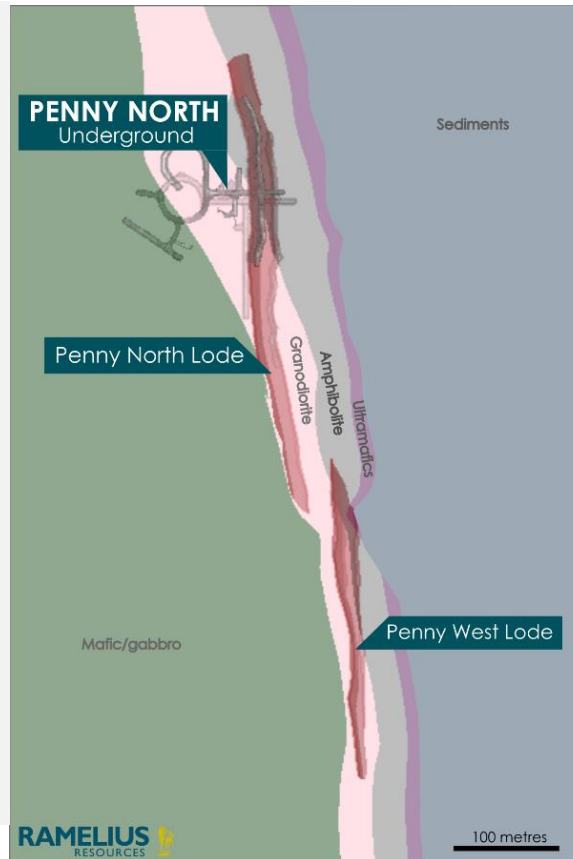 PENNY NORTH
Underground
Sediments
Penny North Lode
Granodiorite
Amphibolite
Ultramafics
Penny West Lode
Mafic/gabbro
RAMELIUS
RESOURCES
100 metres